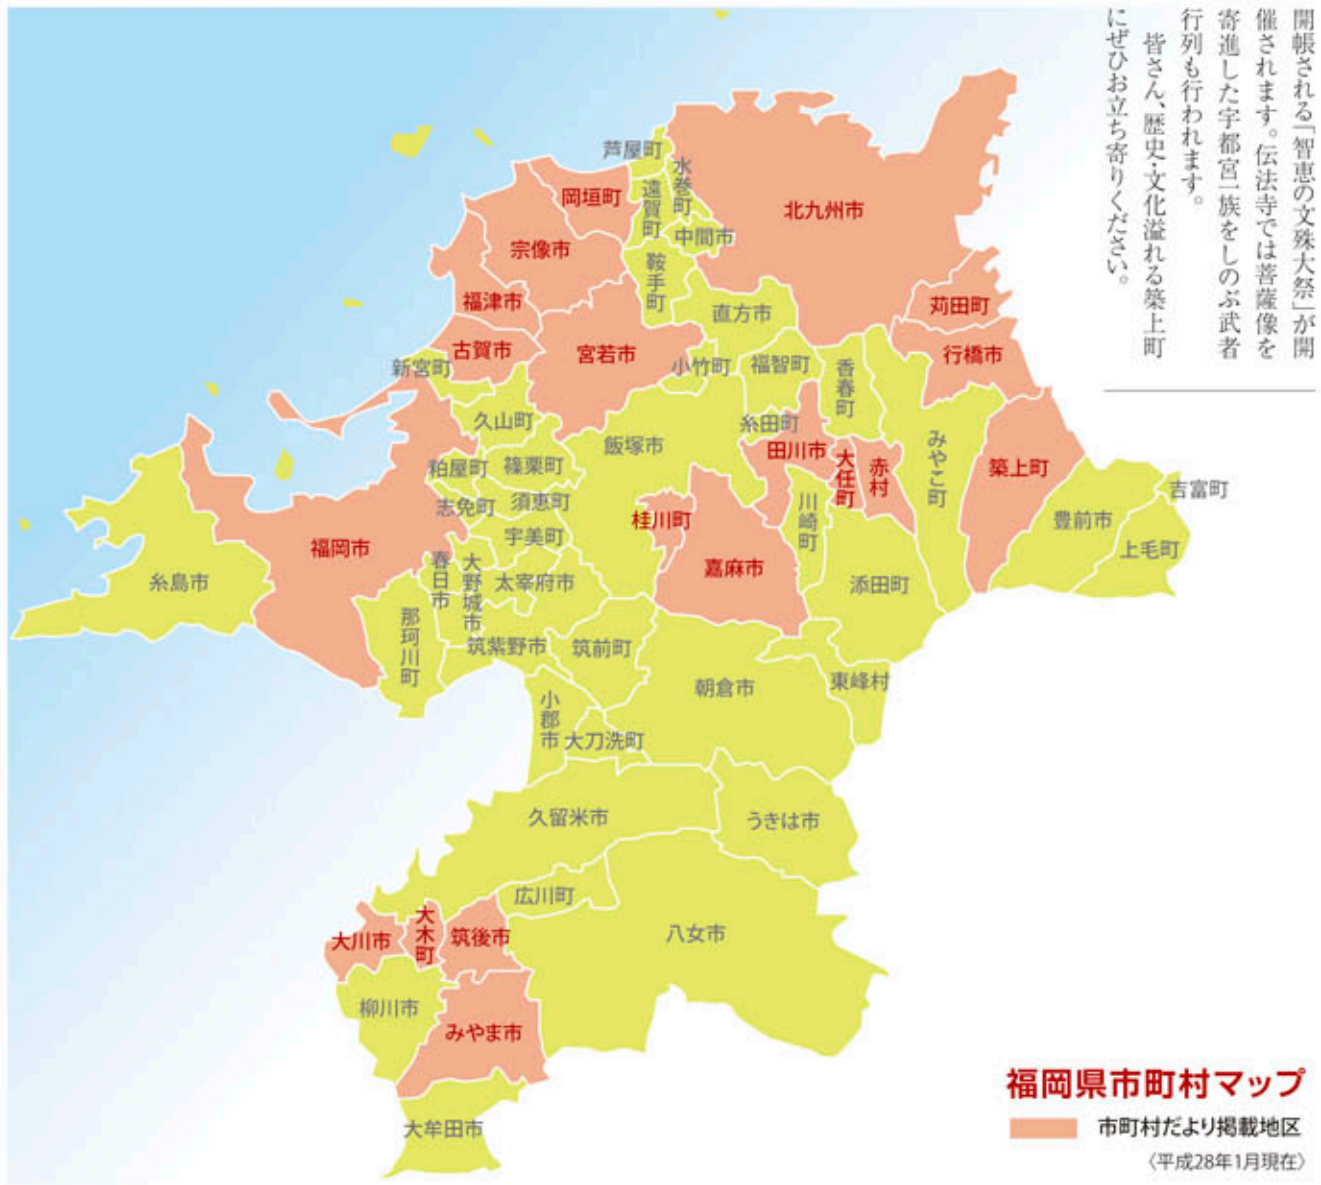 開帳される「智恵の文殊大祭」が開
催されます。伝法寺では菩薩像を
寄進した宇都宮一族をしのぶ武者
行列も行われます。
皆さん、歴史・文化溢れる築上町
にぜひお立ち寄りください。
芦屋町
水巻町
岡垣町
遠賀町
北九州市
中間市
宗像市
鞍手町
福津市
苅田町
直方市
古賀市
宮若市
行橋市
新宮町
小竹町
福智町
香春町
久山町
糸田町
飯塚市
みやこ町
田川市
大任町
赤村
築上町
粕屋町
篠栗町
吉富町
志免町
須恵町
桂川町
川崎町
豊前市
宇美町
福岡市
上毛町
糸島市
春日市
大野城市
太宰府市
嘉麻市
添田町
那珂川町
筑紫野市
筑前町
朝倉市
東峰村
小郡市
大刀洗町
久留米市
うきは市
広川町
大川市
大木町
筑後市
八女市
柳川市
みやま市
大牟田市
福岡県市町村マップ
市町村だより掲載地区
〈平成28年1月現在〉